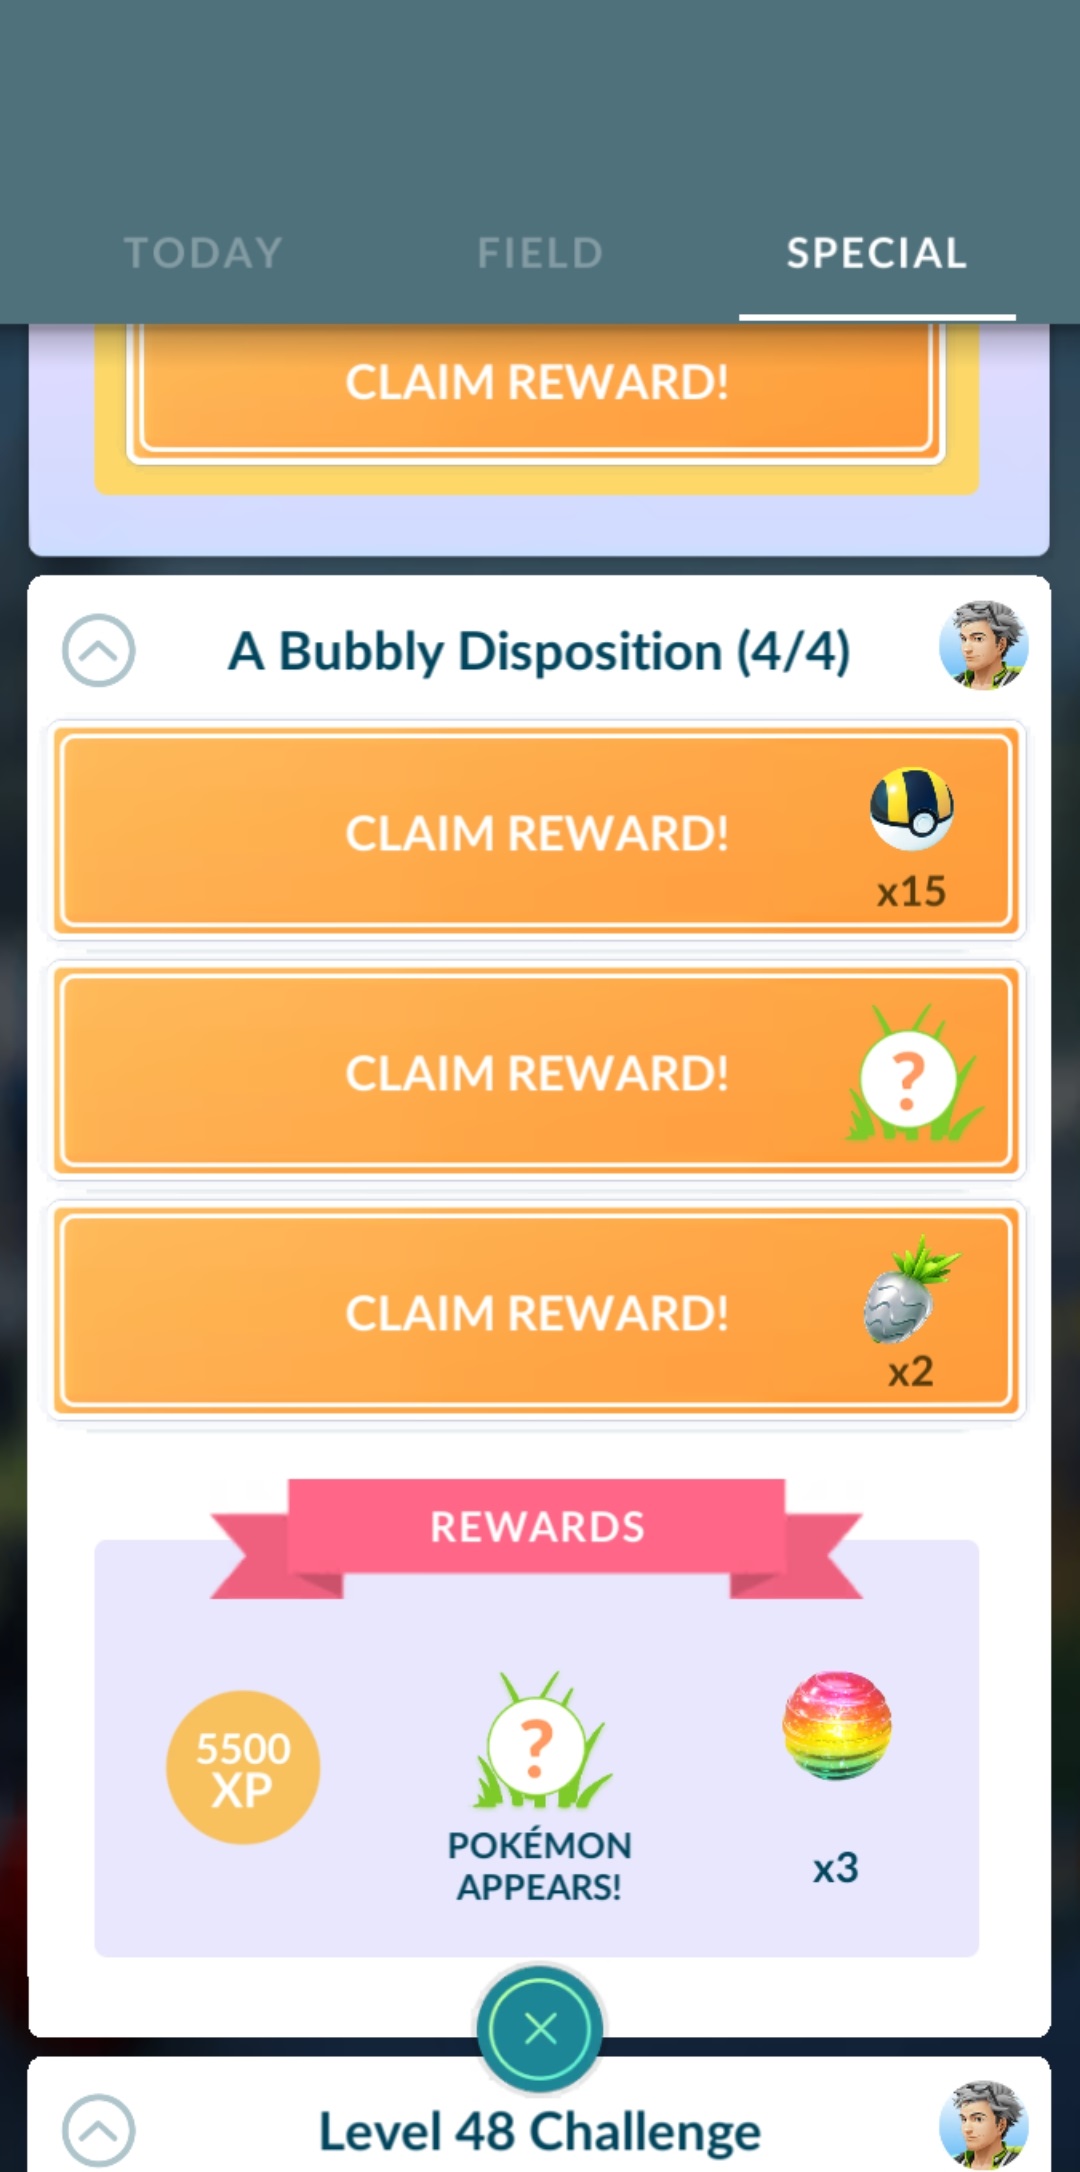 TODAY
FIELD
SPECIAL
CLAIM REWARD!
A Bubbly Disposition (4/4)
CLAIM REWARD!
x15
CLAIM REWARD!
?
CLAIM REWARD!
x2
REWARDS
5500
XP
?
POKÉMON
APPEARS!
x3
Level 48 Challenge